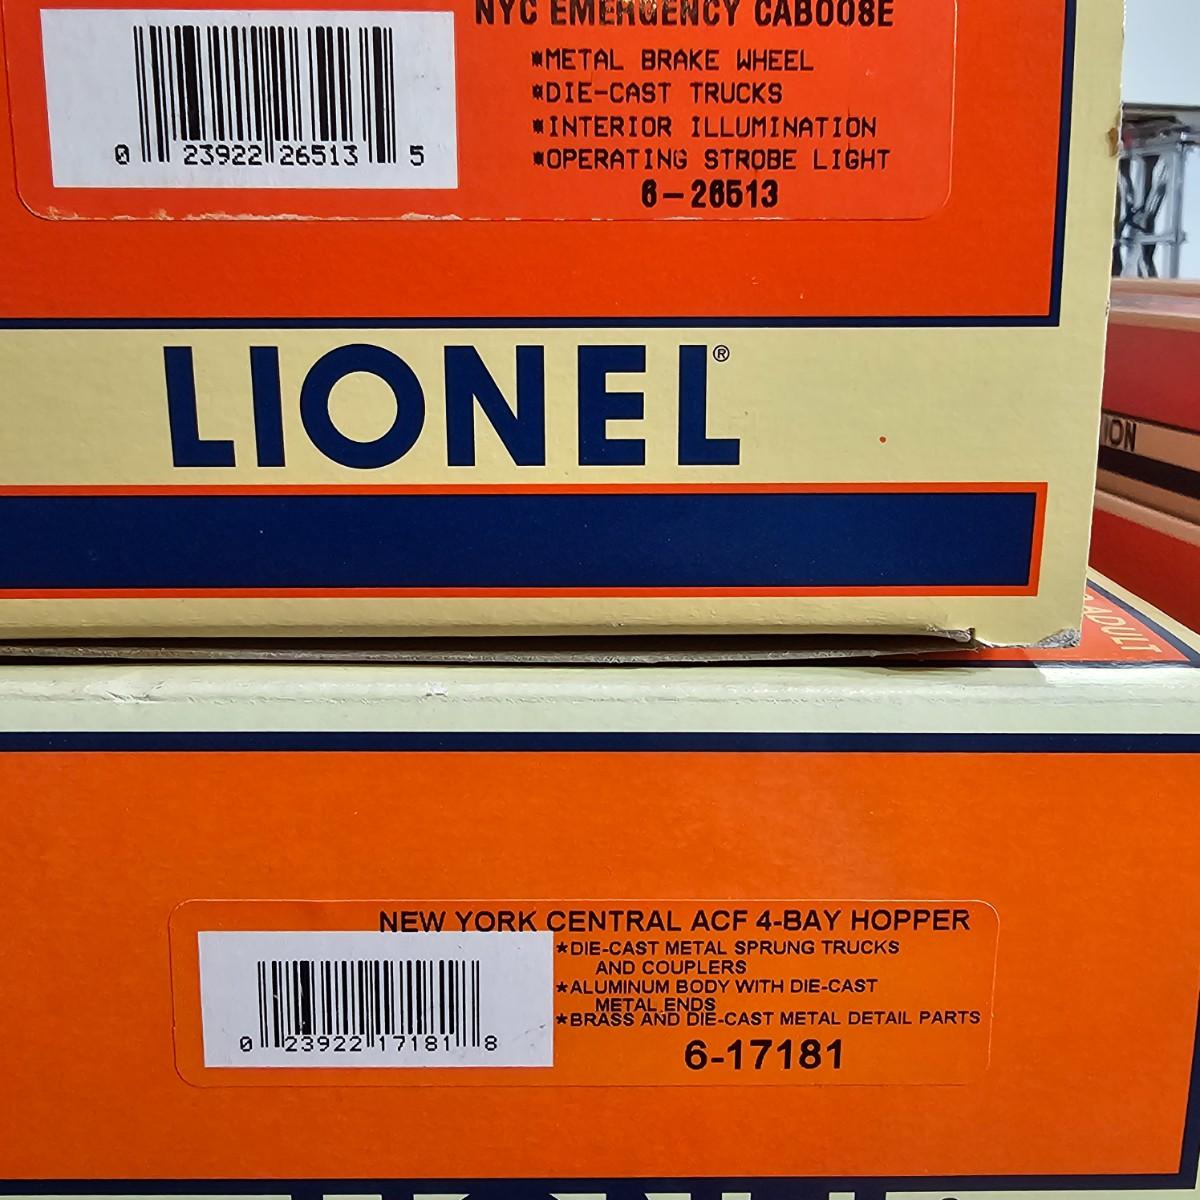 NYC EMERGENCY CABOOSE
*METAL BRAKE WHEEL
*DIE-CAST TRUCKS
*INTERIOR ILLUMINATION
*OPERATING STROBE LIGHT
6-26513
0 23922 26513 5
LIONEL®
ION
ADULT
NEW YORK CENTRAL ACF 4-BAY HOPPER
*DIE-CAST METAL SPRUNG TRUCKS
AND COUPLERS
*ALUMINUM BODY WITH DIE-CAST
METAL ENDS
*BRASS AND DIE-CAST METAL DETAIL PARTS
6-17181
0 23922 17181 8